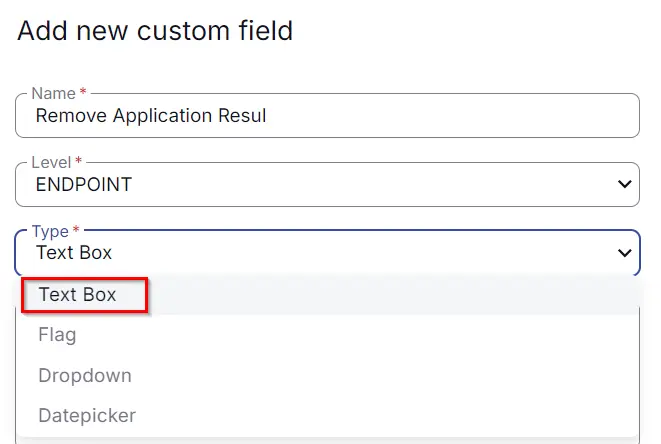 Add new custom field
Name *
Remove Application Resul
Level *
ENDPOINT
Type *
Text Box
Text Box
Flag
Dropdown
Datepicker